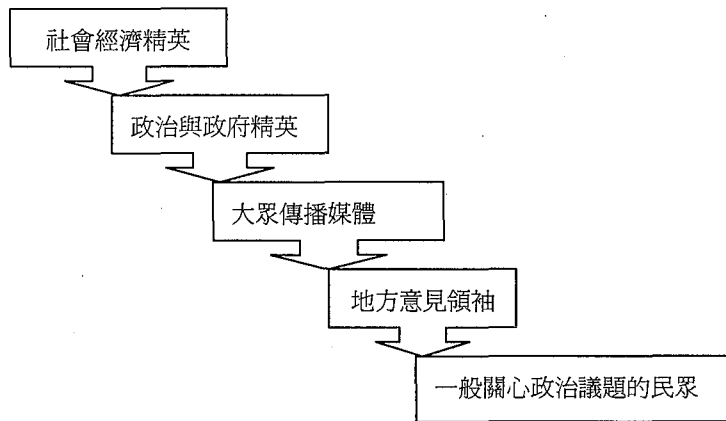 社會經濟精英
政治與政府精英
大眾傳播媒體
地方意見領袖
一般關心政治議題的民眾